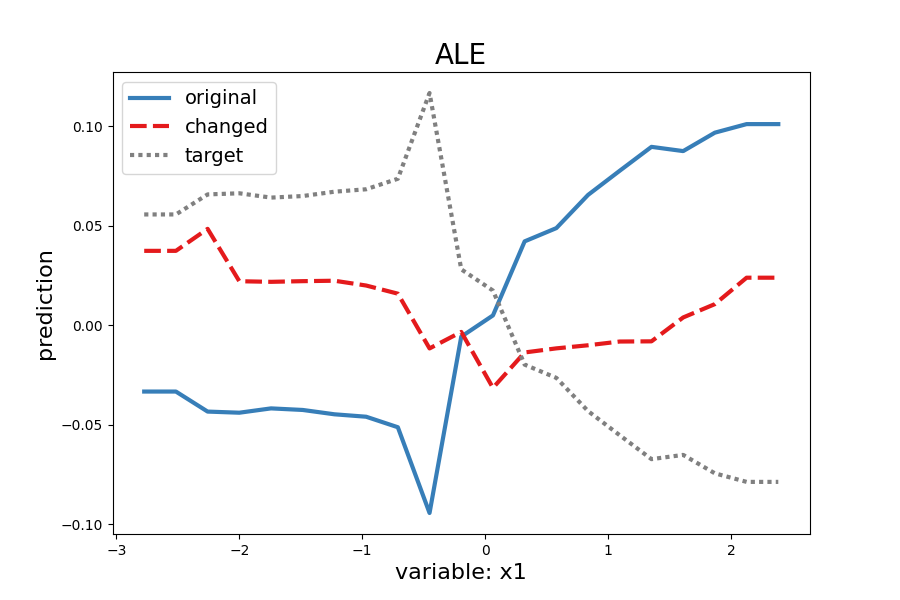 ALE
original
changed
target
prediction
0.10
0.05
0.00
−0.05
−0.10
−3
−2
−1
0
1
2
variable: x1